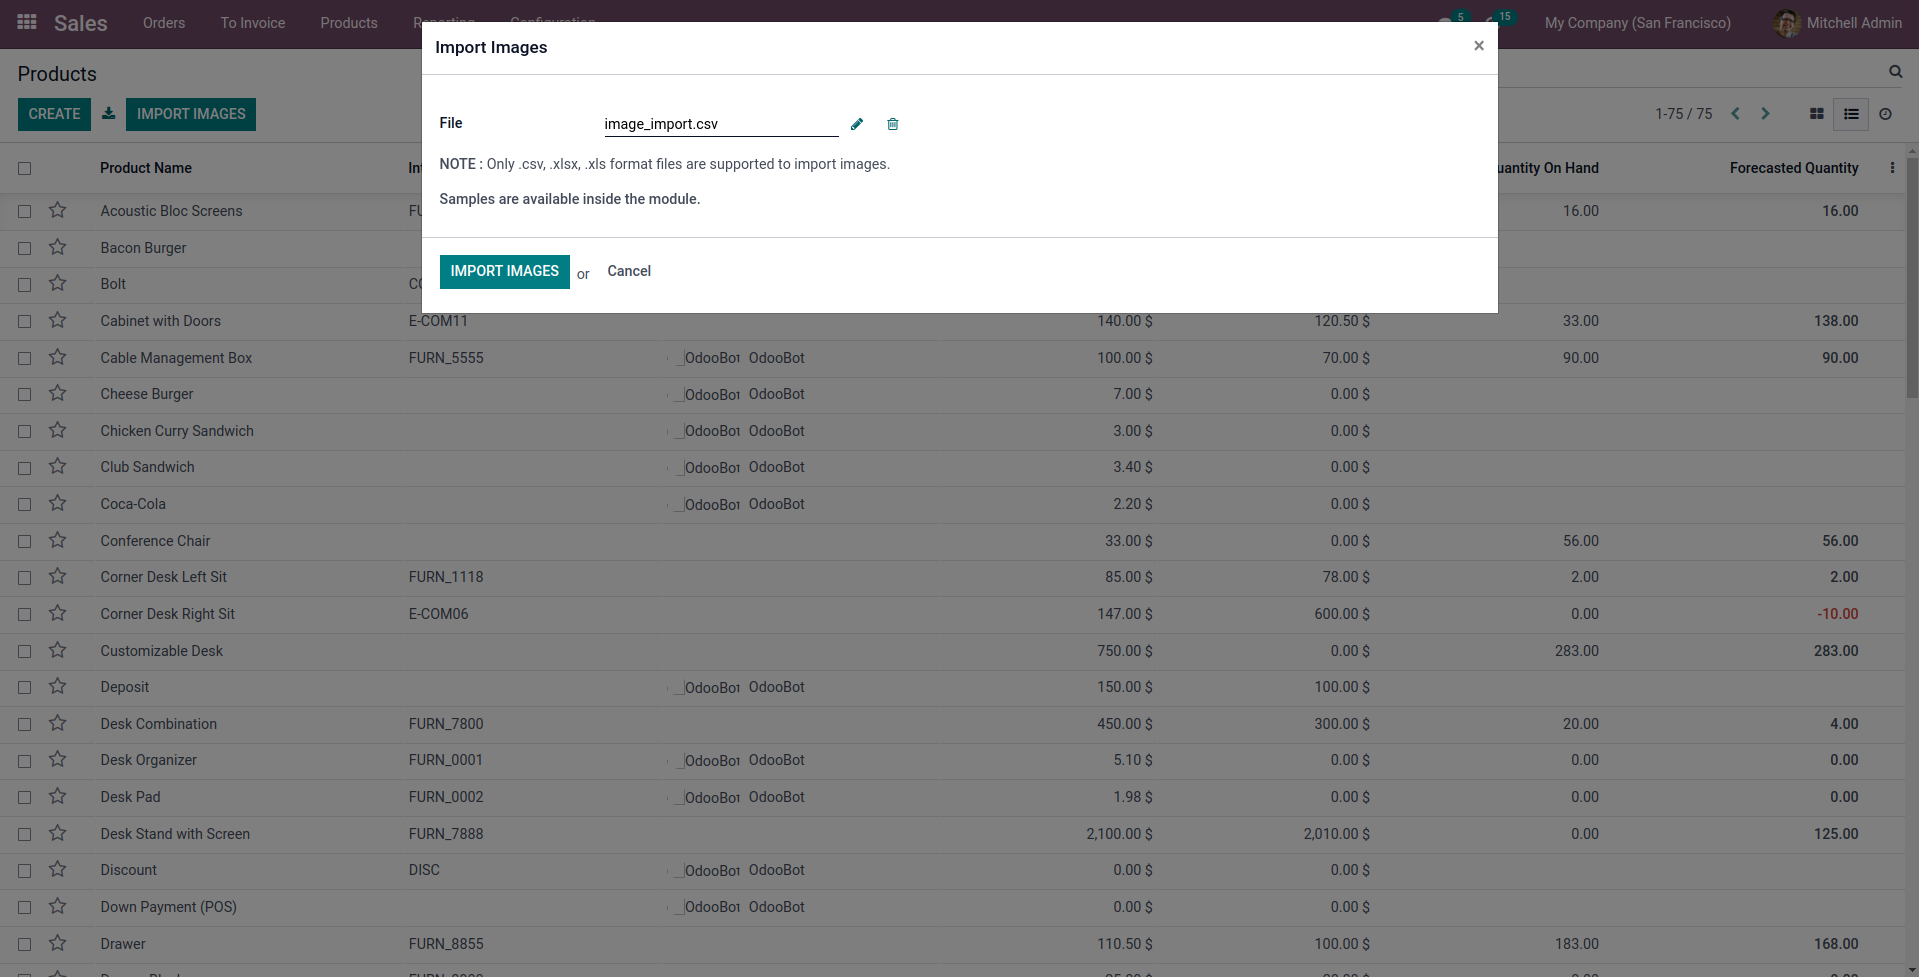 Sales Orders To Invoice Products 5 15 My Company (San Francisco) Mitchell Admin
Import Images ×
Products
CREATE IMPORT IMAGES 1-75 / 75
File image_import.csv
NOTE : Only .csv, .xlsx, .xls format files are supported to import images.
Samples are available inside the module.
IMPORT IMAGES or Cancel
Product Name On Hand Forecasted Quantity
Acoustic Bloc Screens 16.00 16.00
Bacon Burger
Bolt
Cabinet with Doors E-COM11 140.00 $ 120.50 $ 33.00 138.00
Cable Management Box FURN_5555 OdooBot OdooBot 100.00 $ 70.00 $ 90.00 90.00
Cheese Burger OdooBot OdooBot 7.00 $ 0.00 $
Chicken Curry Sandwich OdooBot OdooBot 3.00 $ 0.00 $
Club Sandwich OdooBot OdooBot 3.40 $ 0.00 $
Coca-Cola OdooBot OdooBot 2.20 $ 0.00 $
Conference Chair 33.00 $ 0.00 $ 56.00 56.00
Corner Desk Left Sit FURN_1118 85.00 $ 78.00 $ 2.00 2.00
Corner Desk Right Sit E-COM06 147.00 $ 600.00 $ 0.00 -10.00
Customizable Desk 750.00 $ 0.00 $ 283.00 283.00
Deposit OdooBot OdooBot 150.00 $ 100.00 $
Desk Combination FURN_7800 450.00 $ 300.00 $ 20.00 4.00
Desk Organizer FURN_0001 OdooBot OdooBot 5.10 $ 0.00 $ 0.00 0.00
Desk Pad FURN_0002 OdooBot OdooBot 1.98 $ 0.00 $ 0.00 0.00
Desk Stand with Screen FURN_7888 2,100.00 $ 2,010.00 $ 0.00 125.00
Discount DISC OdooBot OdooBot 0.00 $ 0.00 $
Down Payment (POS) OdooBot OdooBot 0.00 $ 0.00 $
Drawer FURN_8855 110.50 $ 100.00 $ 183.00 168.00